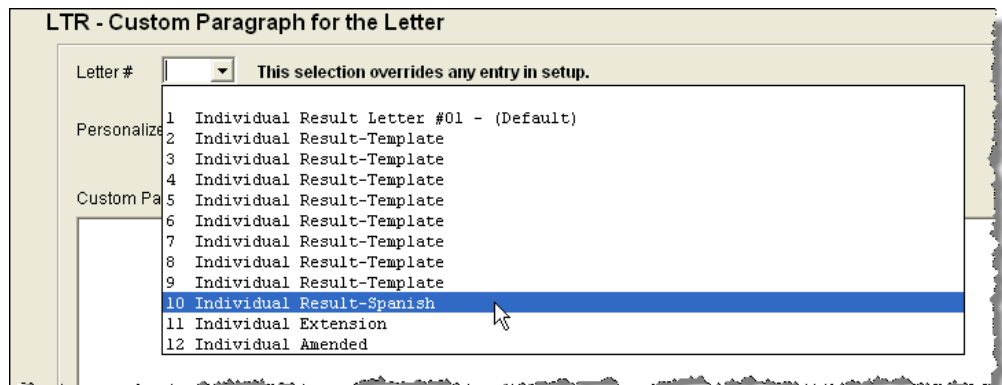 LTR - Custom Paragraph for the Letter
Letter # This selection overrides any entry in setup.
1 Individual Result Letter #01 - (Default)
Personalize
2 Individual Result-Template
3 Individual Result-Template
4 Individual Result-Template
Custom Pa
5 Individual Result-Template
6 Individual Result-Template
7 Individual Result-Template
8 Individual Result-Template
9 Individual Result-Template
10 Individual Result-Spanish
11 Individual Extension
12 Individual Amended